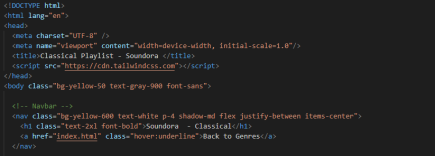 <!DOCTYPE html>
<html lang="en">
<head>
  <meta charset="UTF-8" />
  <meta name="viewport" content="width=device-width, initial-scale=1.0"/>
  <title>Classical Playlist - Soundora </title>
  <script src="https://cdn.tailwindcss.com"></script>
</head>
<body class="bg-yellow-50 text-gray-900 font-sans">

  <!-- Navbar -->
  <nav class="bg-yellow-600 text-white p-4 shadow-md flex justify-between items-center">
    <h1 class="text-2xl font-bold">Soundora  - Classical</h1>
    <a href="index.html" class="hover:underline">Back to Genres</a>
  </nav>